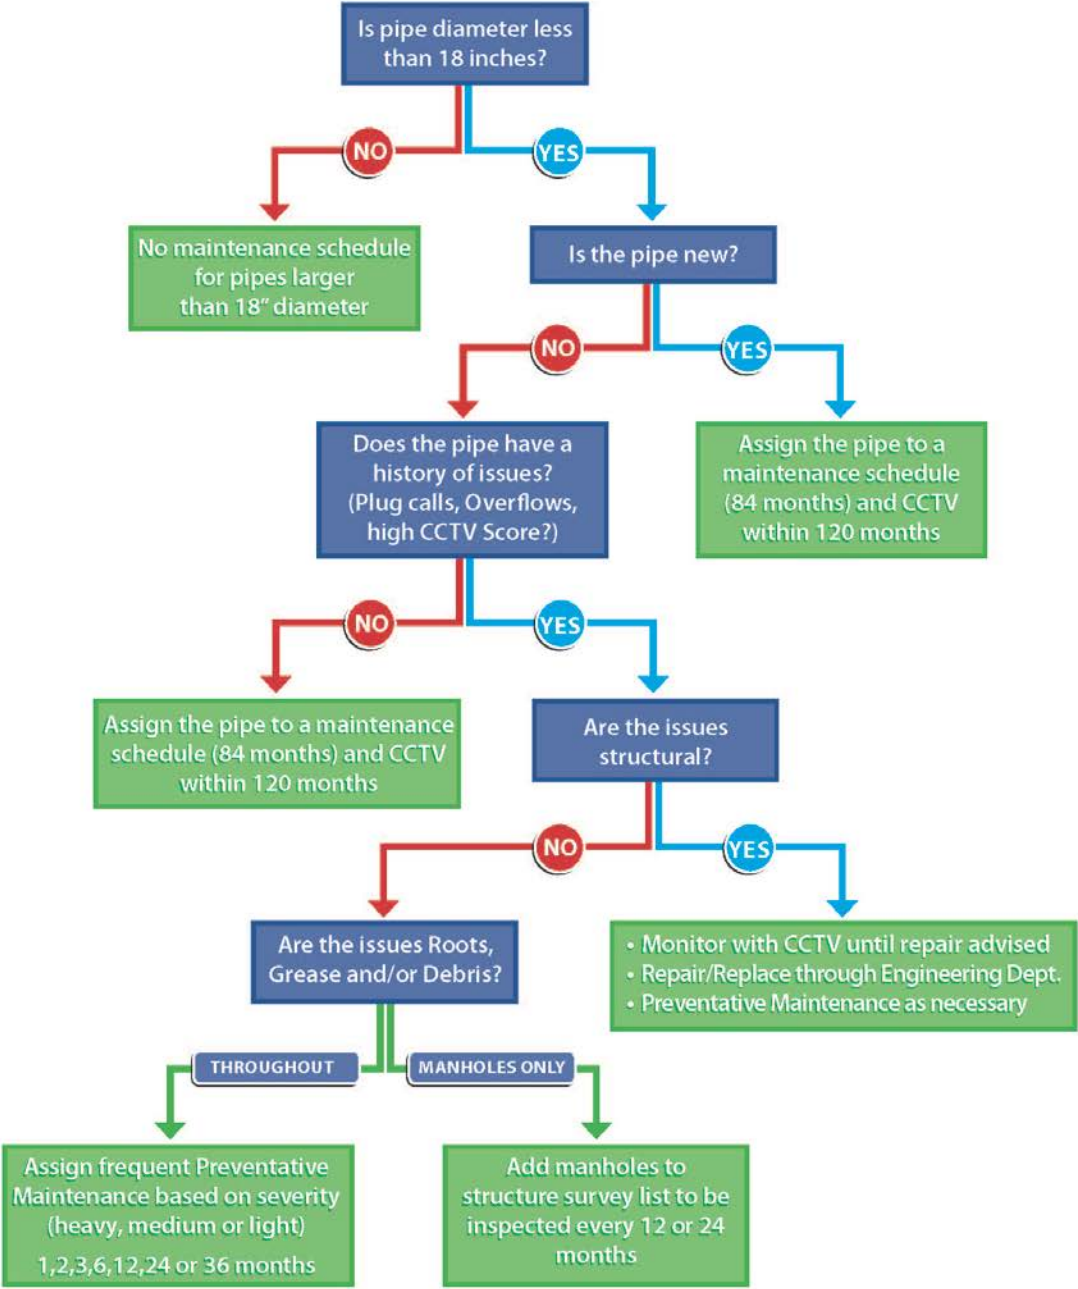 Is pipe diameter less
than 18 inches?
NO
YES
No maintenance schedule
for pipes larger
than 18” diameter
Is the pipe new?
NO
YES
Does the pipe have a
history of issues?
(Plug calls, Overflows,
high CCTV Score?)
Assign the pipe to a
maintenance schedule
(84 months) and CCTV
within 120 months
NO
YES
Assign the pipe to a maintenance
schedule (84 months) and CCTV
within 120 months
Are the issues
structural?
NO
YES
Are the issues Roots,
Grease and/or Debris?
• Monitor with CCTV until repair advised
• Repair/Replace through Engineering Dept.
• Preventative Maintenance as necessary
THROUGHOUT
MANHOLES ONLY
Assign frequent Preventative
Maintenance based on severity
(heavy, medium or light)
1,2,3,6,12,24 or 36 months
Add manholes to
structure survey list to be
inspected every 12 or 24
months